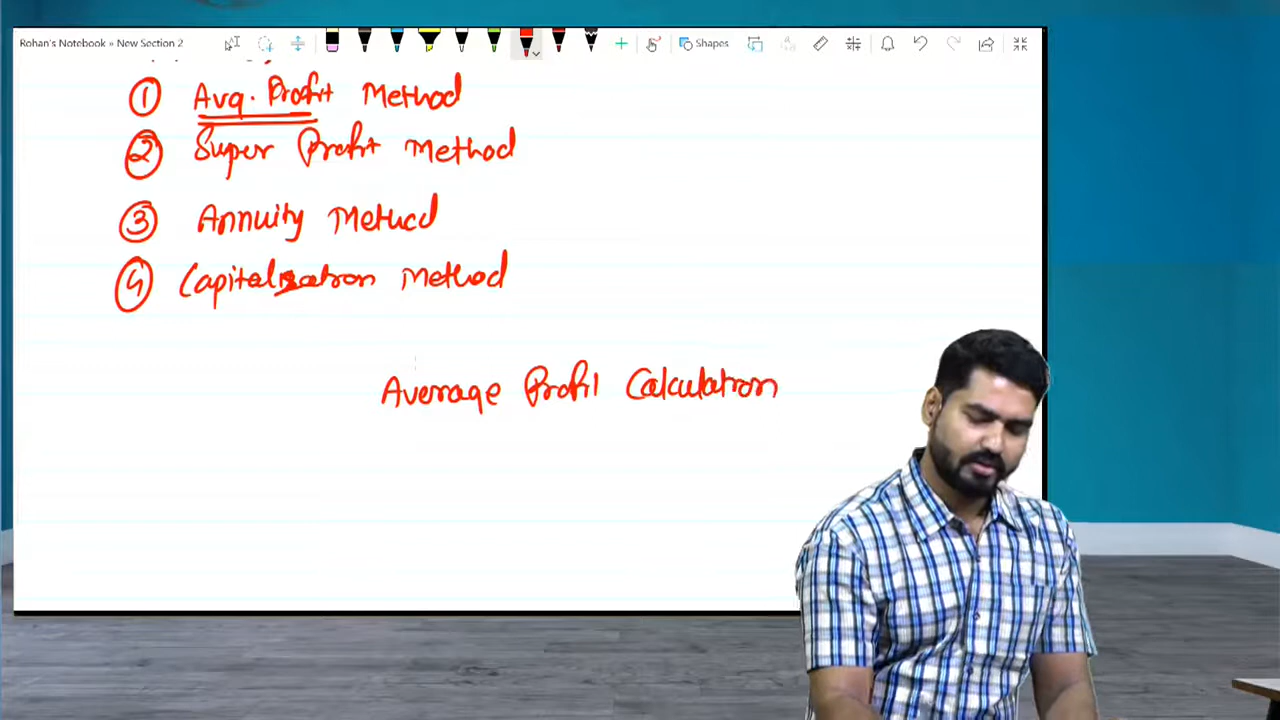 Rohan's Notebook » New Section 2
Shapes
① Avg. Profit Method
② Super Profit Method
③ Annuity Method
④ Capitalisation Method
Average Profit Calculation